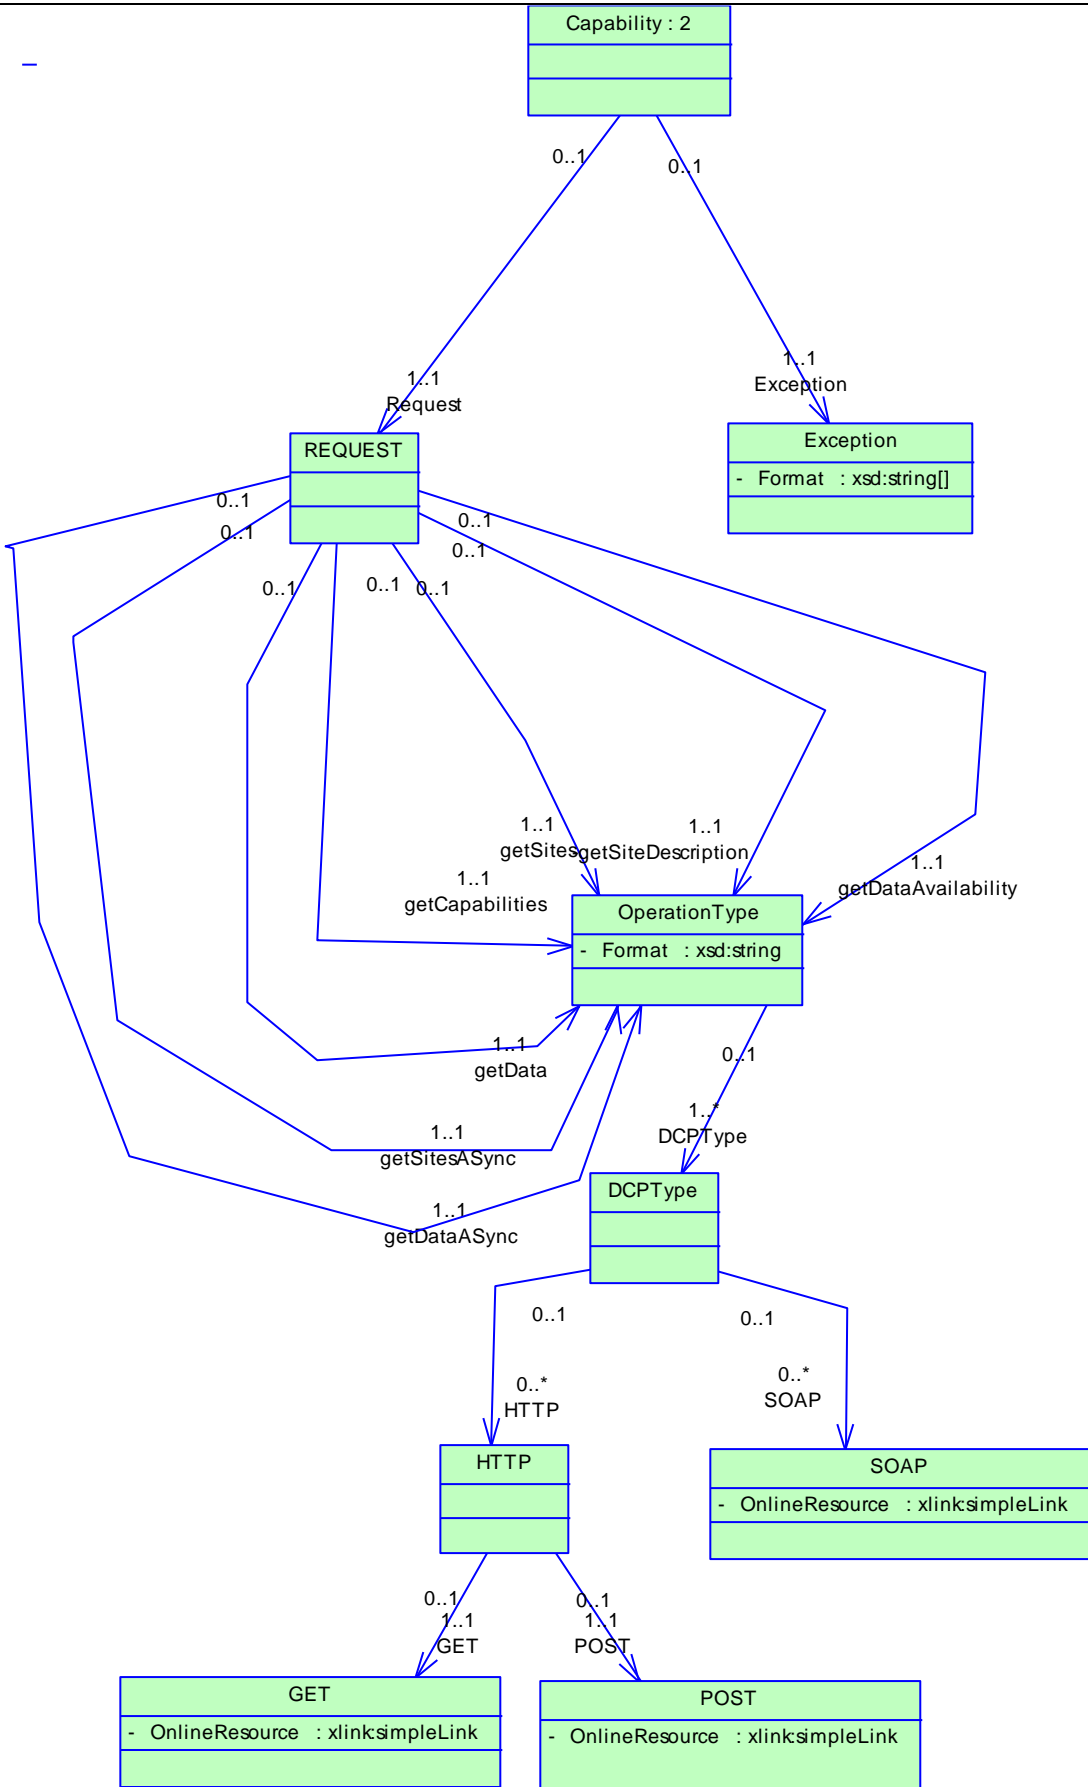 Capability : 2
0..1
0..1
1..1
Request
1..1
Exception
REQUEST
Exception
- Format : xsd:string[]
0..1
0..1
0..1
0..1
0..1
0..1
0..1
1..1
getSites
1..1
getSiteDescription
1..1
getDataAvailability
1..1
getCapabilities
OperationType
- Format : xsd:string
1..1
getData
0..1
1..*
DCPType
1..1
getSitesASync
DCPType
1..1
getDataASync
0..1
0..1
0..*
HTTP
0..*
SOAP
HTTP
SOAP
- OnlineResource : xlink:simpleLink
0..1
1..1
GET
0..1
1..1
POST
GET
- OnlineResource : xlink:simpleLink
POST
- OnlineResource : xlink:simpleLink